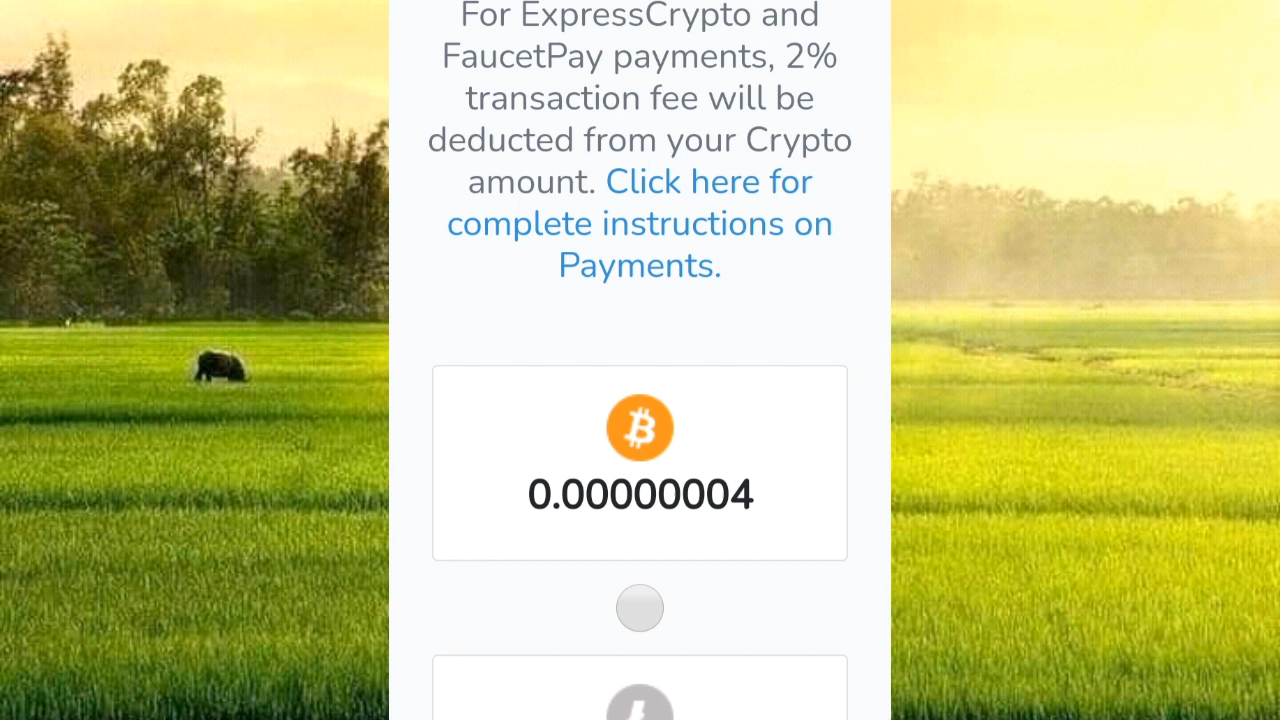 For ExpressCrypto and
FaucetPay payments, 2%
transaction fee will be
deducted from your Crypto
amount. Click here for
complete instructions on
Payments.
0.00000004